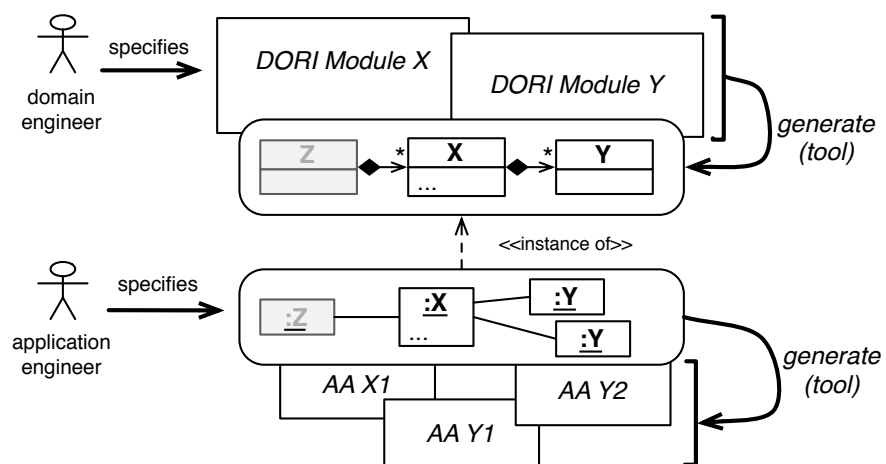 specifies
DORI Module X
DORI Module Y
domain
engineer
generate
(tool)
Z
*
X
*
Y
...
<<instance of>>
specifies
:Z
:X
:Y
...
:Y
application
engineer
generate
(tool)
AA X1
AA Y2
AA Y1